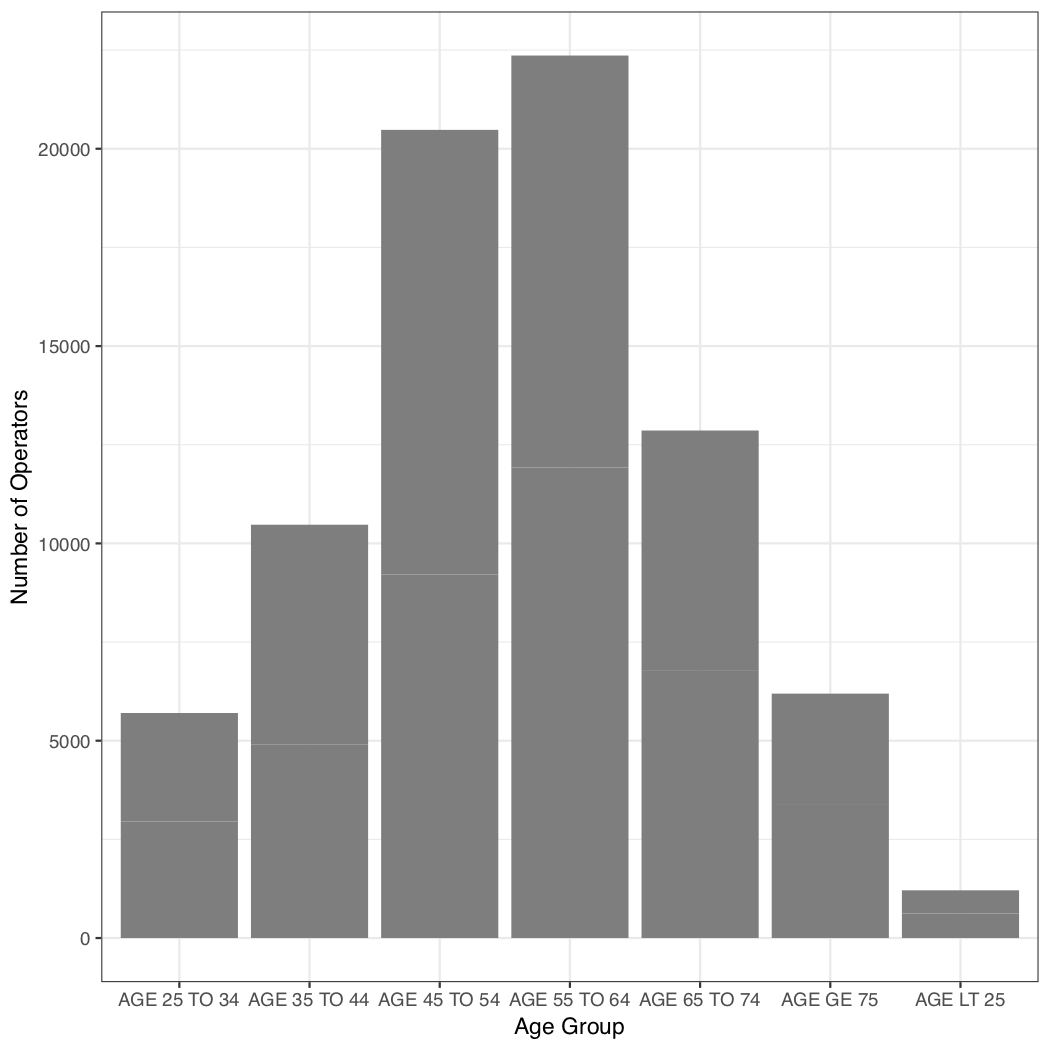 Number of Operators
20000
15000
10000
5000
0
AGE 25 TO 34 AGE 35 TO 44 AGE 45 TO 54 AGE 55 TO 64 AGE 65 TO 74 AGE GE 75 AGE LT 25
Age Group